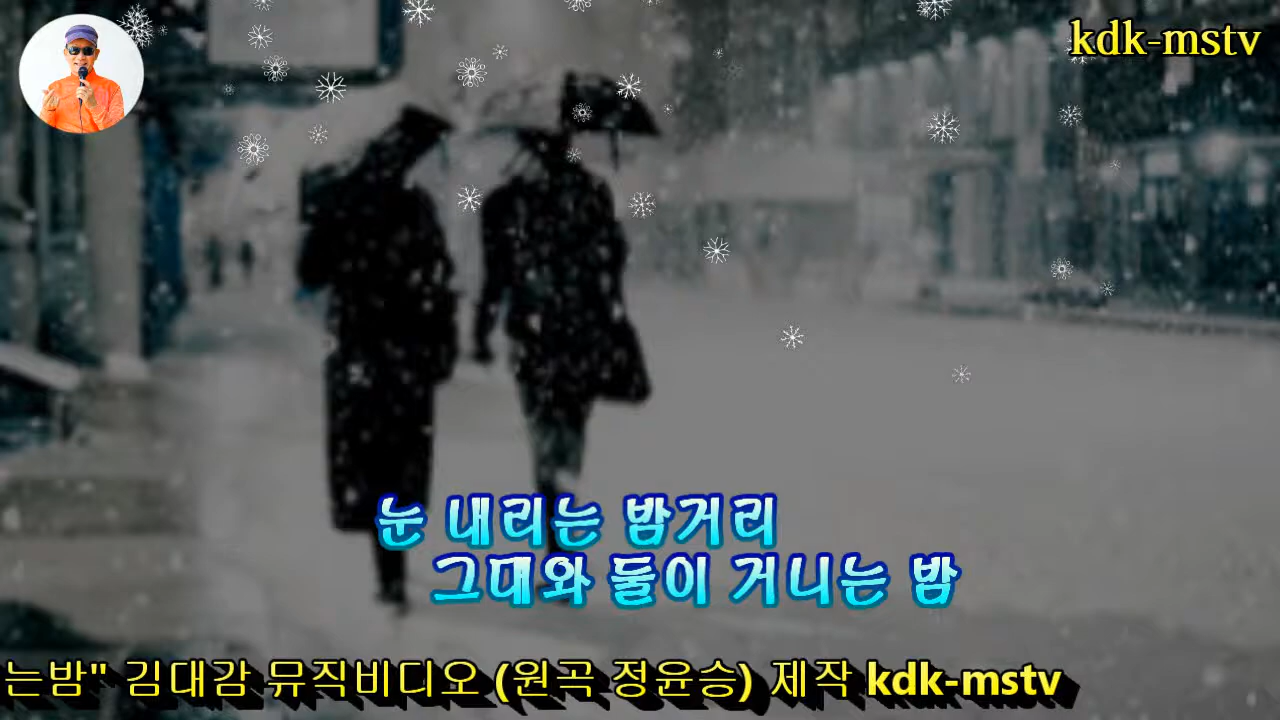 kdk-mstv
눈 내리는 밤거리
그대와 둘이 거니는 밤
는밤" 김대감 뮤직비디오 (원곡 정윤승) 제작 kdk-mstv